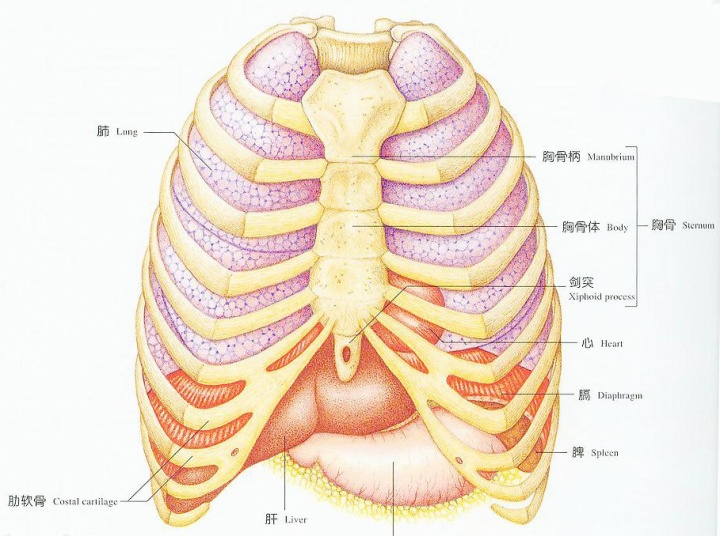 肺 Lung
胸骨柄 Manubrium
胸骨体 Body
胸骨 Sternum
剑突
Xiphoid process
心 Heart
膈 Diaphragm
脾 Spleen
肋软骨 Costal cartilage
肝 Liver